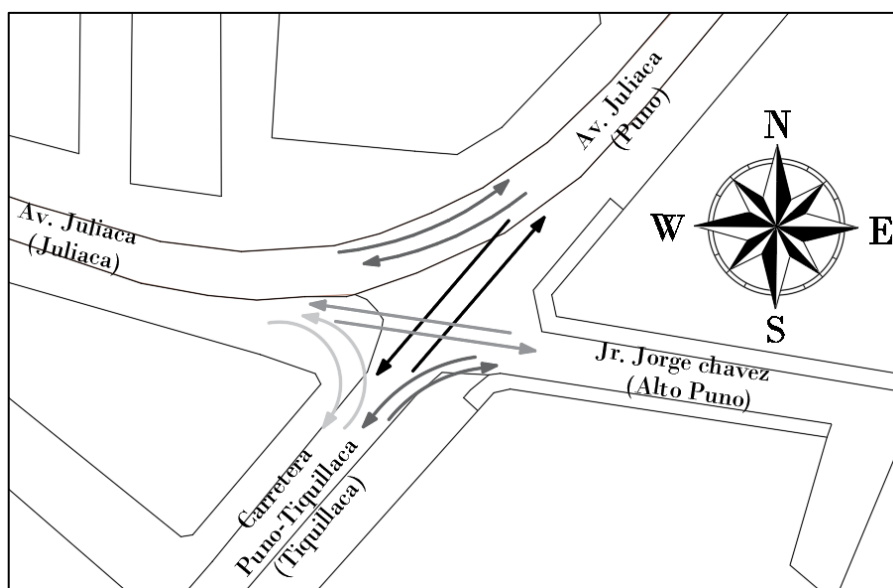 Av. Juliaca
(Puno)
N
W
E
S
Av. Juliaca
(Juliaca)
Jr. Jorge chavez
(Alto Puno)
Carretera
Puno-Tiquillaca
(Tiquillaca)